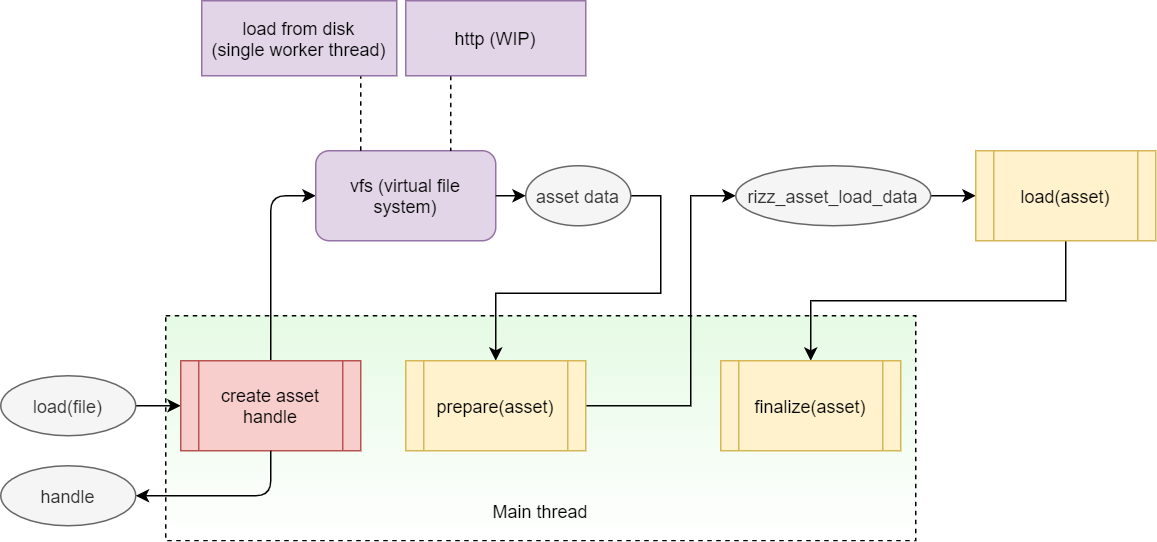 load from disk
(single worker thread)
http (WIP)
vfs (virtual file
system)
asset data
rizz_asset_load_data
load(asset)
load(file)
create asset
handle
prepare(asset)
finalize(asset)
handle
Main thread